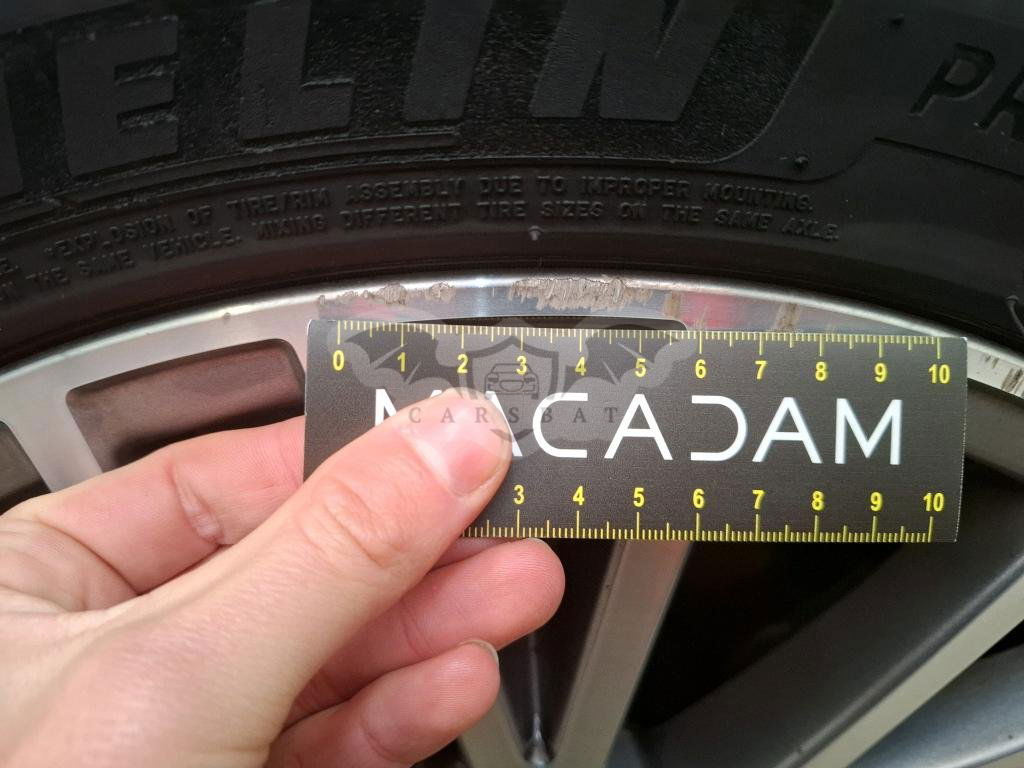 HELIN PR
EXPLOSION OF TIRE/RIM ASSEMBLY DUE TO IMPROPER MOUNTING.
ON THE SAME VEHICLE. MIXING DIFFERENT TIRE SIZES ON THE SAME AXLE.
0 1 2 3 4 5 6 7 8 9 10
CARSBAT
MACADAM
3 4 5 6 7 8 9 10